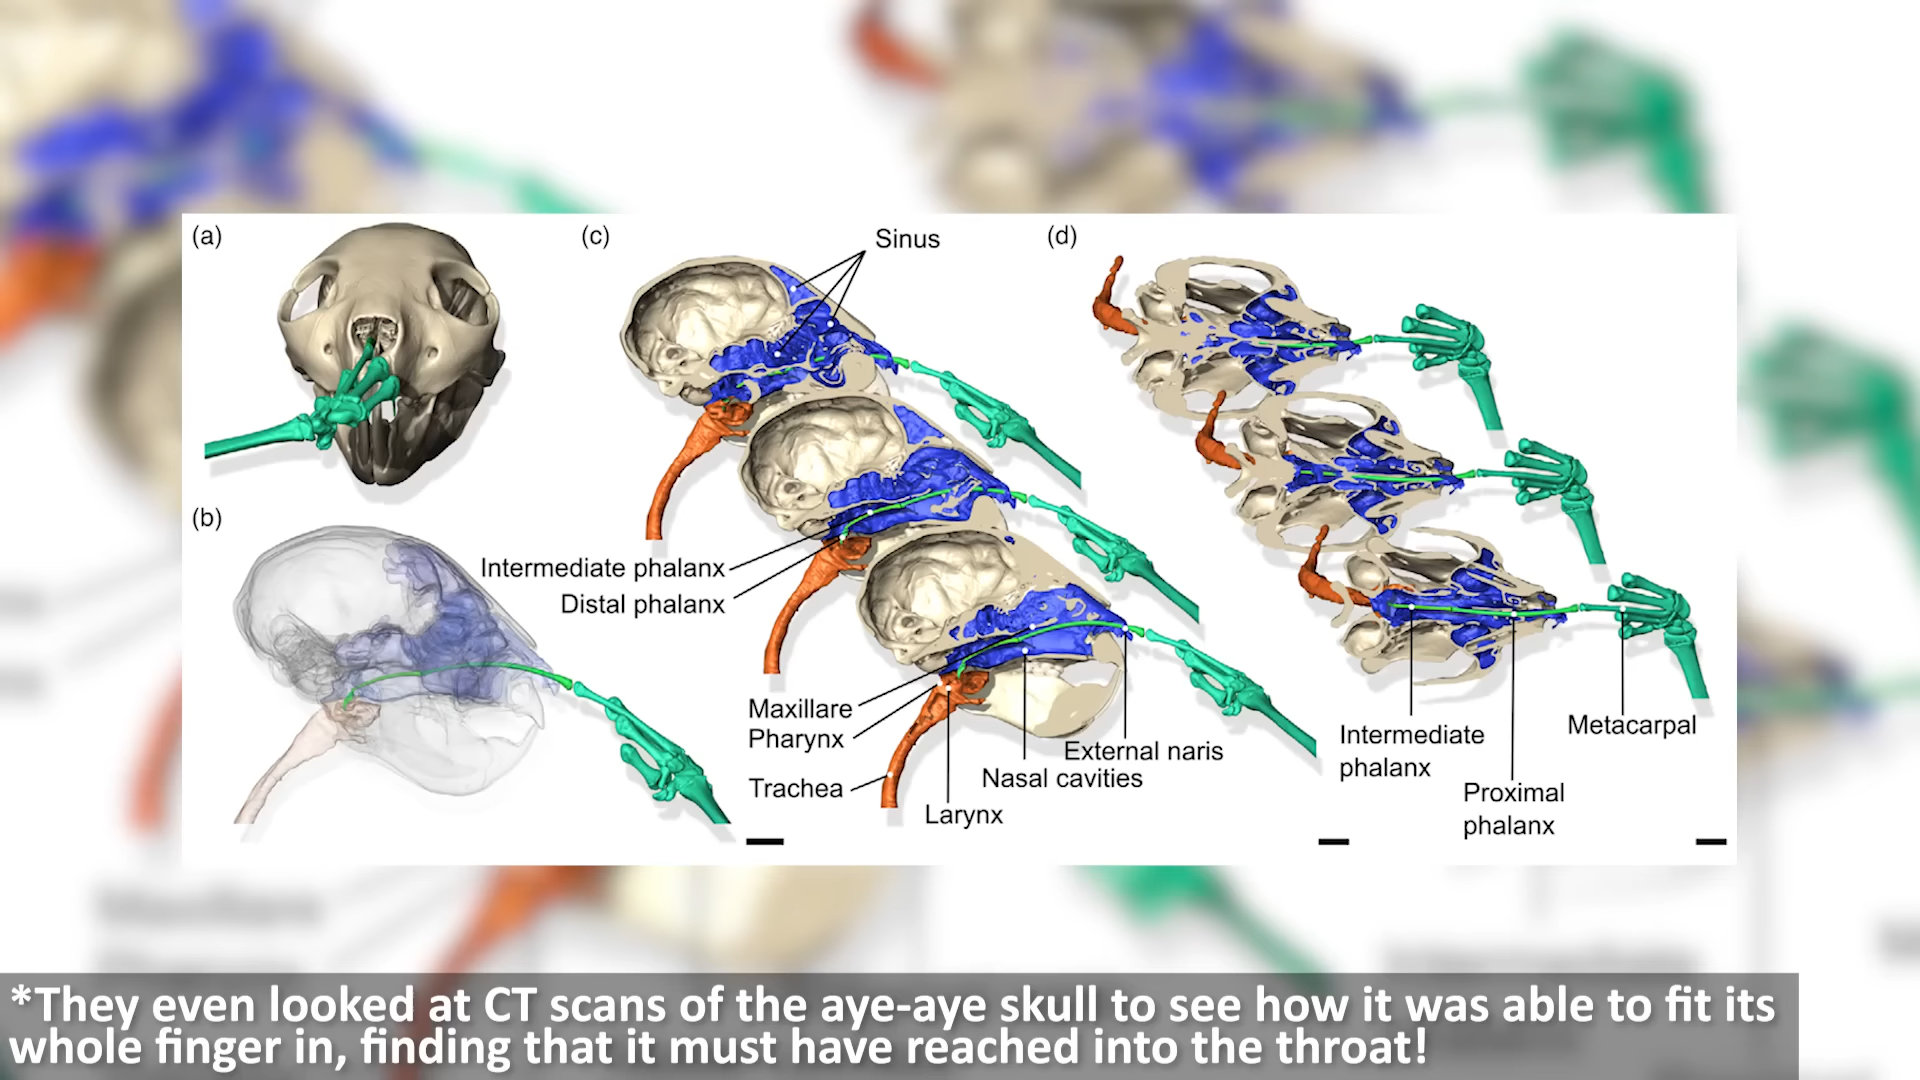 (a)
(b)
(c)
Sinus
Intermediate phalanx
Distal phalanx
Maxillare
Pharynx
Trachea
Larynx
Nasal cavities
External naris
(d)
Intermediate
phalanx
Proximal
phalanx
Metacarpal
*They even looked at CT scans of the aye-aye skull to see how it was able to fit its
whole finger in, finding that it must have reached into the throat!